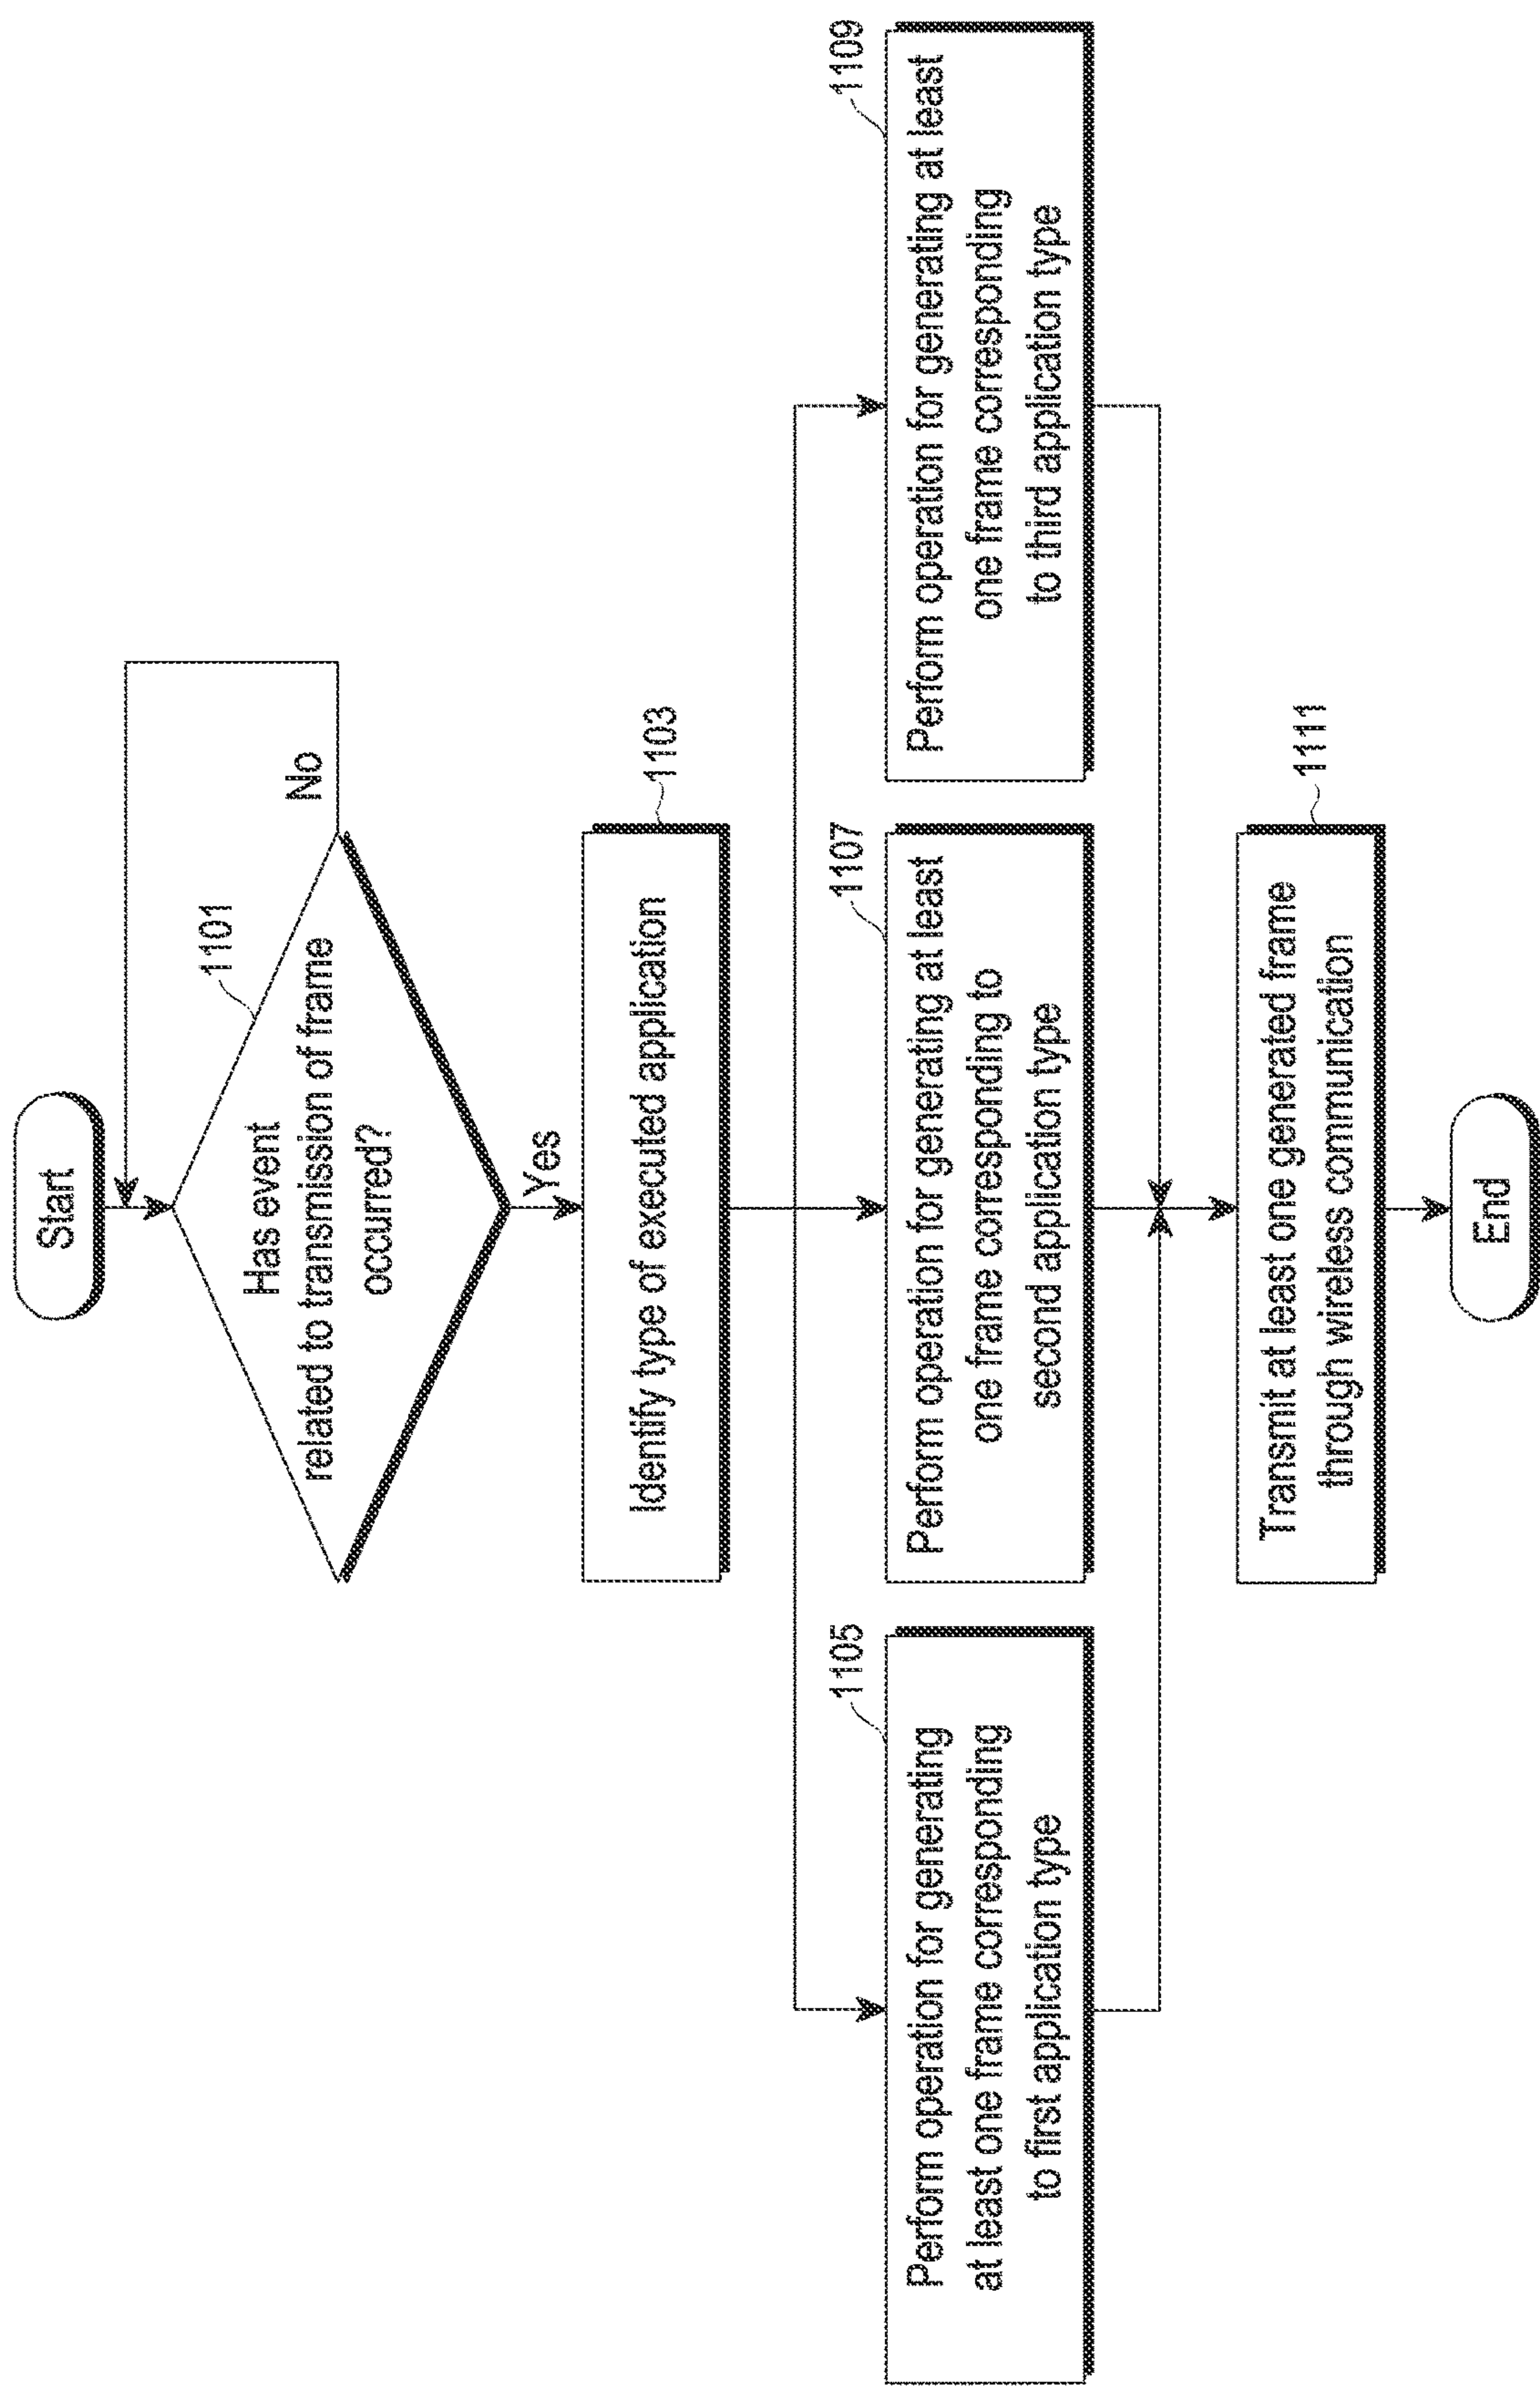 Start
1101
Has event
related to transmission of frame
occurred?
No
Yes
1103
Identify type of executed application
1105
Perform operation for generating
at least one frame corresponding
to first application type
1107
Perform operation for generating at least
one frame corresponding to
second application type
1109
Perform operation for generating at least
one frame corresponding
to third application type
1111
Transmit at least one generated frame
through wireless communication
End